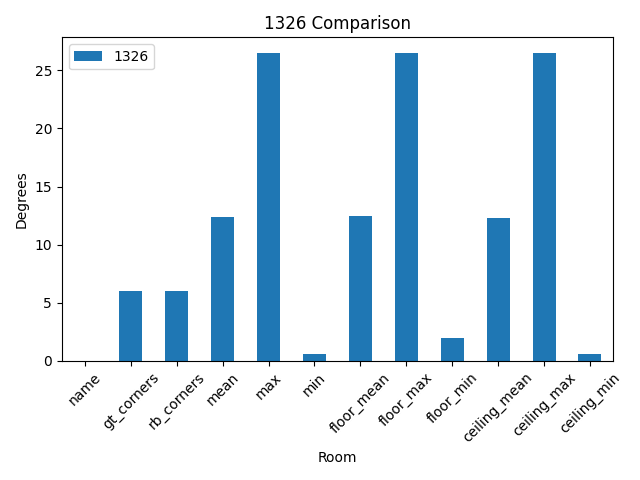 1326 Comparison
1326
Degrees
25
20
15
10
5
0
name
gt_corners
rb_corners
mean
max
min
floor_mean
floor_max
floor_min
ceiling_mean
ceiling_max
ceiling_min
Room